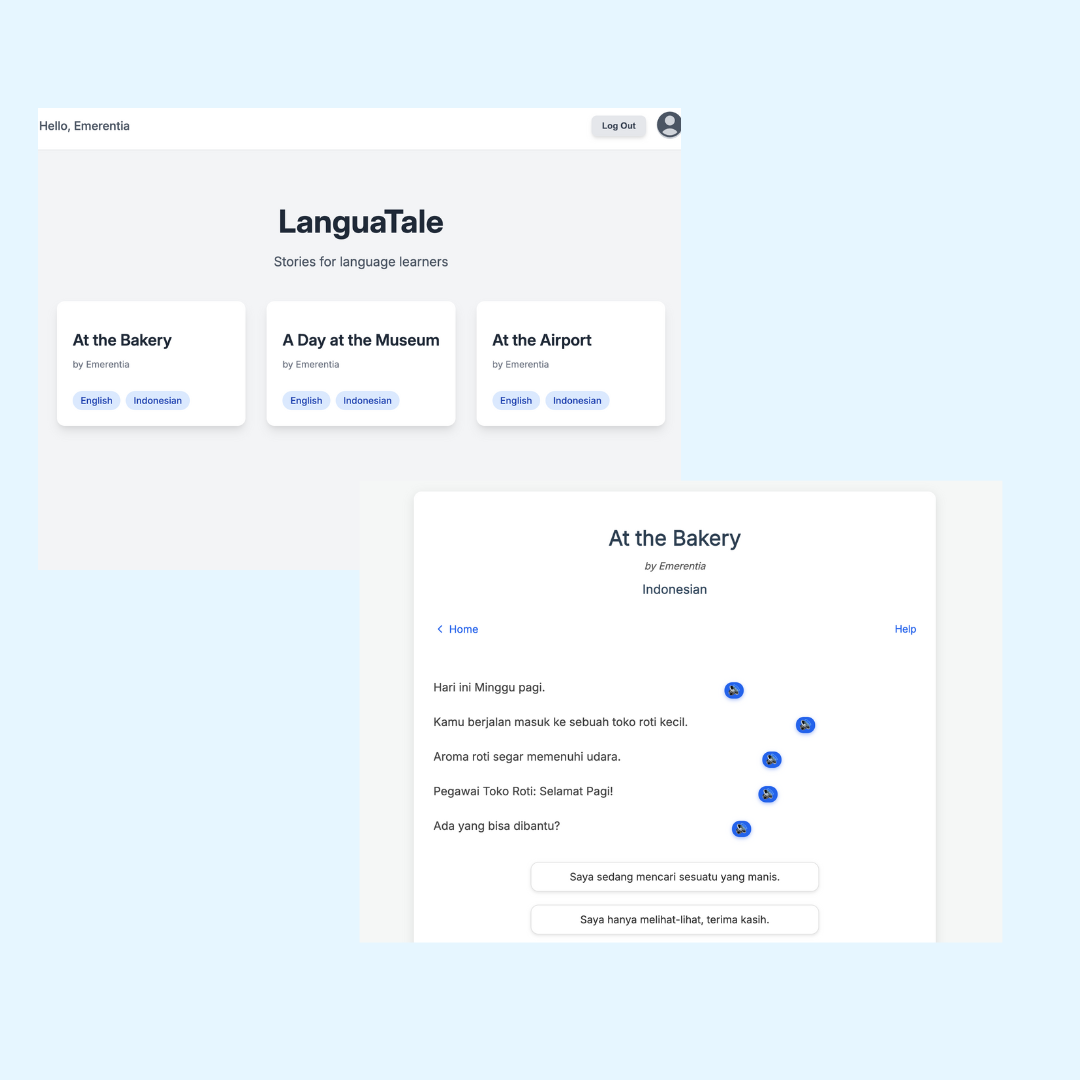 Hello, Emerentia
Log Out
LanguaTale
Stories for language learners
At the Bakery
by Emerentia
English Indonesian
A Day at the Museum
by Emerentia
English Indonesian
At the Airport
by Emerentia
English Indonesian
At the Bakery
by Emerentia
Indonesian
Home
Help
Hari ini Minggu pagi.
Kamu berjalan masuk ke sebuah toko roti kecil.
Aroma roti segar memenuhi udara.
Pegawai Toko Roti: Selamat Pagi!
Ada yang bisa dibantu?
Saya sedang mencari sesuatu yang manis.
Saya hanya melihat-lihat, terima kasih.